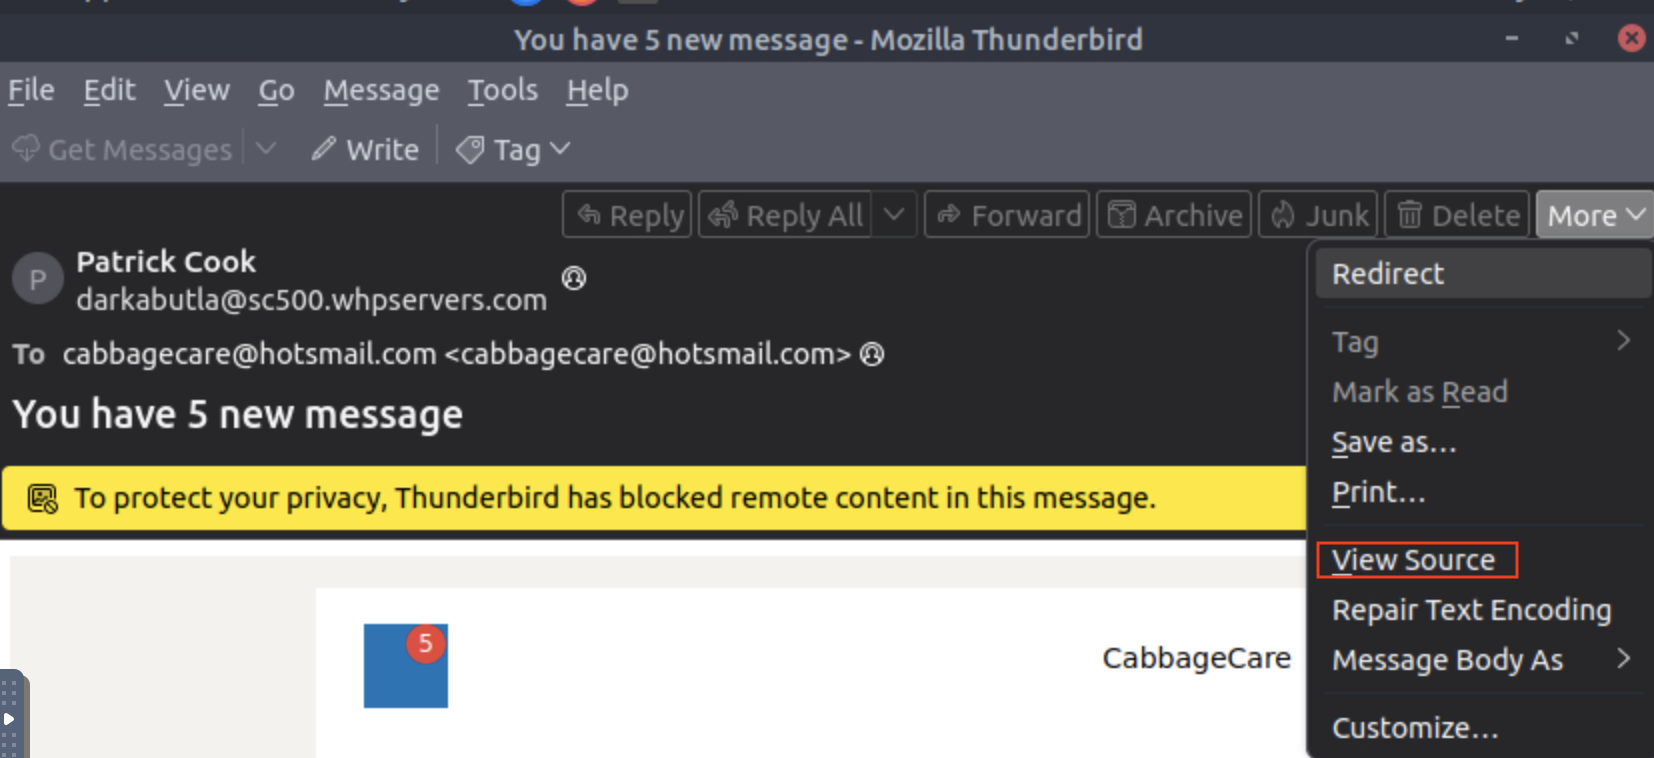 You have 5 new message - Mozilla Thunderbird
File Edit View Go Message Tools Help
Get Messages Write Tag
Reply Reply All Forward Archive Junk Delete More
P
Patrick Cook
darkabutla@sc500.whpservers.com
To cabbagecare@hotsmail.com <cabbagecare@hotsmail.com>
You have 5 new message
To protect your privacy, Thunderbird has blocked remote content in this message.
5
CabbageCare
Redirect
Tag
Mark as Read
Save as...
Print...
View Source
Repair Text Encoding
Message Body As
Customize...